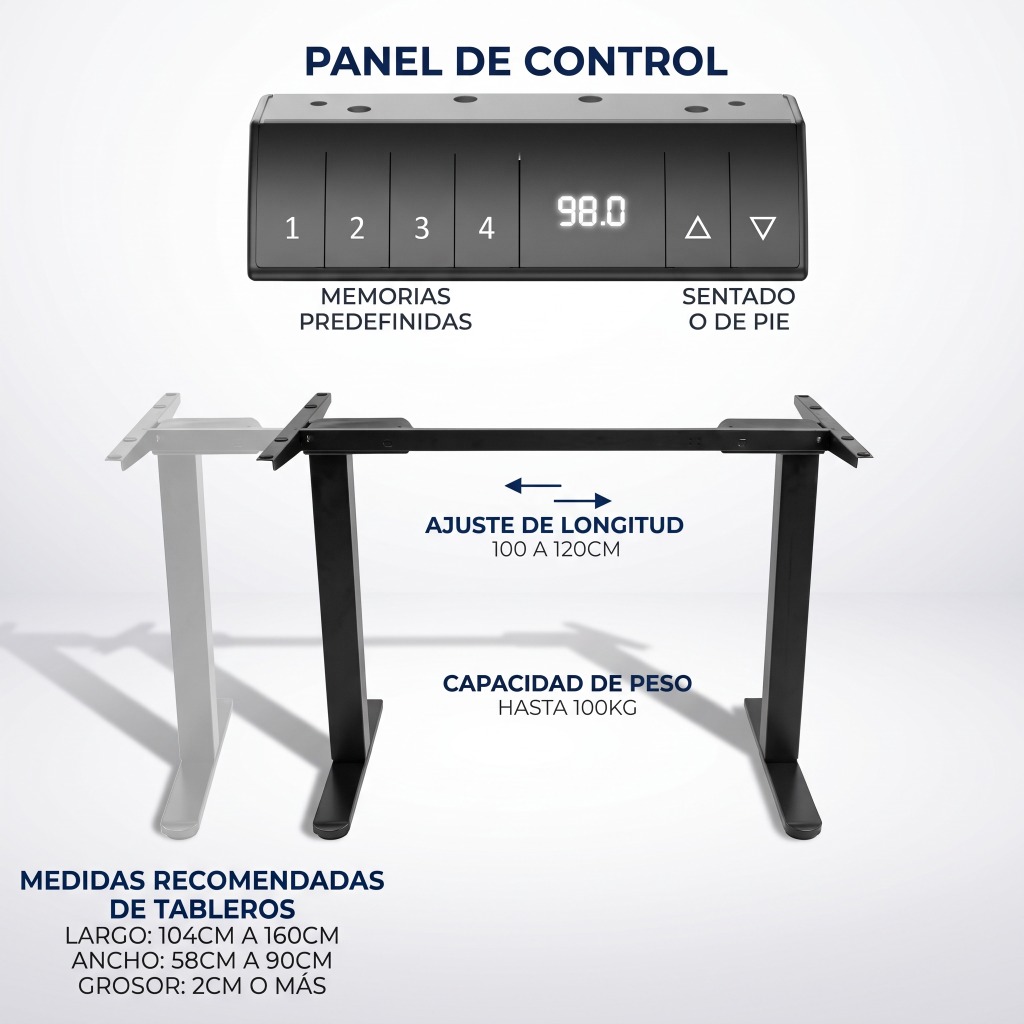 PANEL DE CONTROL
1 2 3 4 98.0
MEMORIAS
PREDEFINIDAS
SENTADO
O DE PIE
AJUSTE DE LONGITUD
100 A 120CM
CAPACIDAD DE PESO
HASTA 100KG
MEDIDAS RECOMENDADAS
DE TABLEROS
LARGO: 104CM A 160CM
ANCHO: 58CM A 90CM
GROSOR: 2CM O MÁS